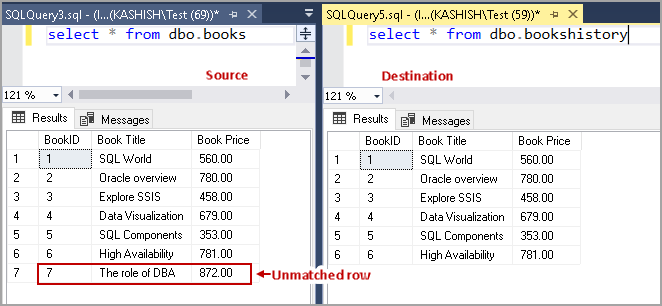 SQLQuery3.sql - (l...(KASHISH\Test (69))*
select * from dbo.books
Source
121 %
Results Messages
BookID Book Title Book Price
1 1 SQL World 560.00
2 2 Oracle overview 780.00
3 3 Explore SSIS 458.00
4 4 Data Visualization 679.00
5 5 SQL Components 353.00
6 6 High Availability 781.00
7 7 The role of DBA 872.00
Unmatched row
SQLQuery5.sql - (l...(KASHISH\Test (59))*
select * from dbo.bookshistory
Destination
121 %
Results Messages
BookID Book Title Book Price
1 1 SQL World 560.00
2 2 Oracle overview 780.00
3 3 Explore SSIS 458.00
4 4 Data Visualization 679.00
5 5 SQL Components 353.00
6 6 High Availability 781.00